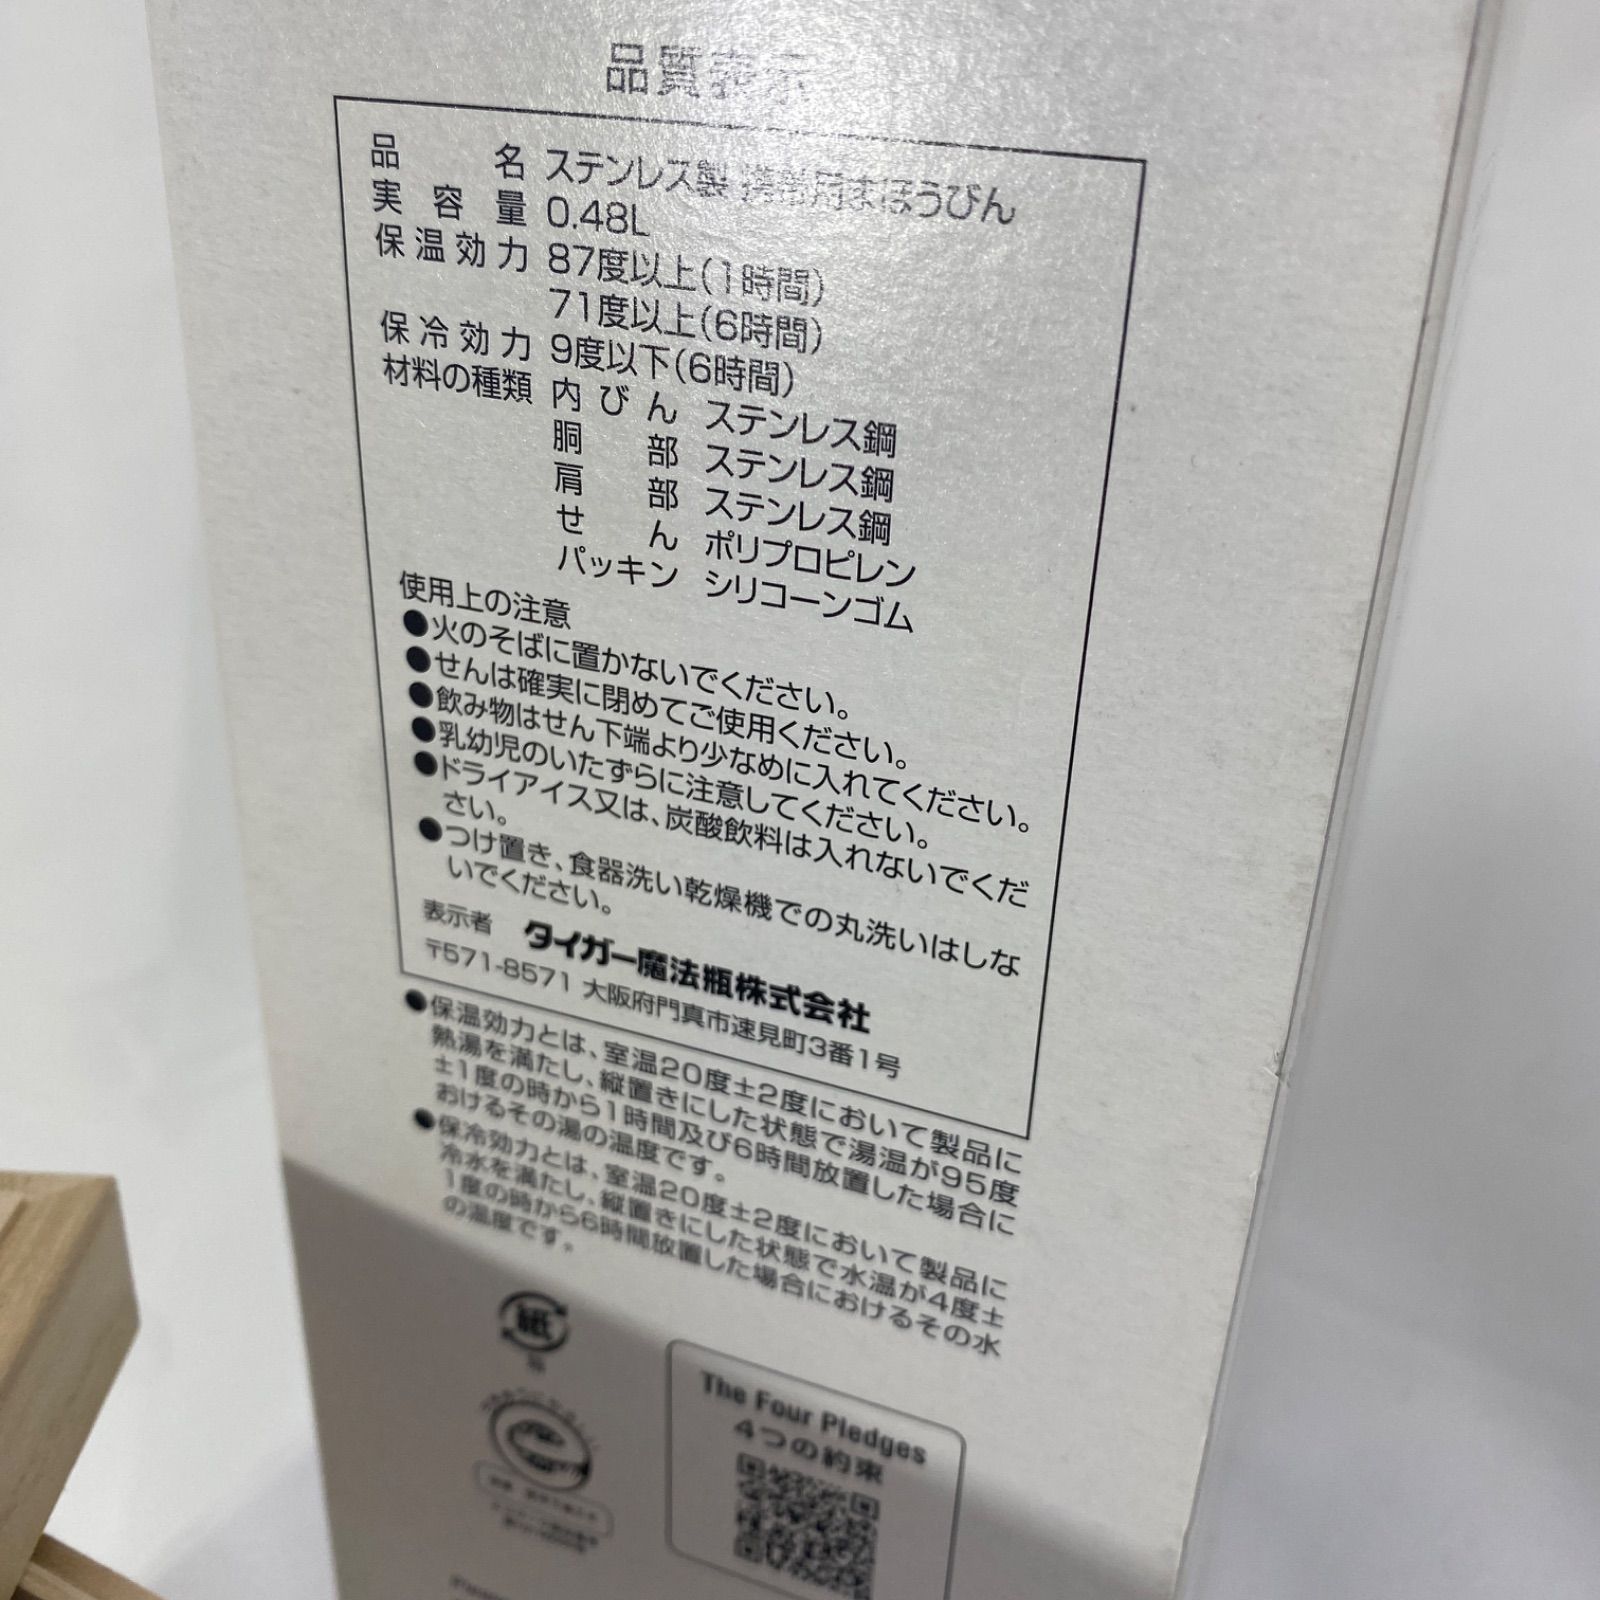 品質表示
品名 ステンレス製 携帯用まほうびん
実容量 0.48L
保温効力 87度以上(1時間)
71度以上(6時間)
保冷効力 9度以下(6時間)
材料の種類 内びん ステンレス鋼
胴部 ステンレス鋼
肩部 ステンレス鋼
せん ポリプロピレン
パッキン シリコーンゴム
使用上の注意
●火のそばに置かないでください。
●せんは確実に閉めてご使用ください。
●飲み物はせん下端より少なめに入れてください。
●乳幼児のいたずらに注意してください。
●ドライアイス又は、炭酸飲料は入れないでくだ
さい。
●つけ置き、食器洗い乾燥機での丸洗いはしな
いでください。
表示者 タイガー魔法瓶株式会社
〒571-8571 大阪府門真市速見町3番1号
●保温効力とは、室温20度±2度において製品に
熱湯を満たし、縦置きにした状態で湯温が95度
±1度の時から1時間及び6時間放置した場合に
おけるその湯の温度です。
●保冷効力とは、室温20度±2度において製品に
冷水を満たし、縦置きにした状態で水温が4度±
1度の時から6時間放置した場合におけるその水
の温度です。
紙
The Four Pledges
4つの約束